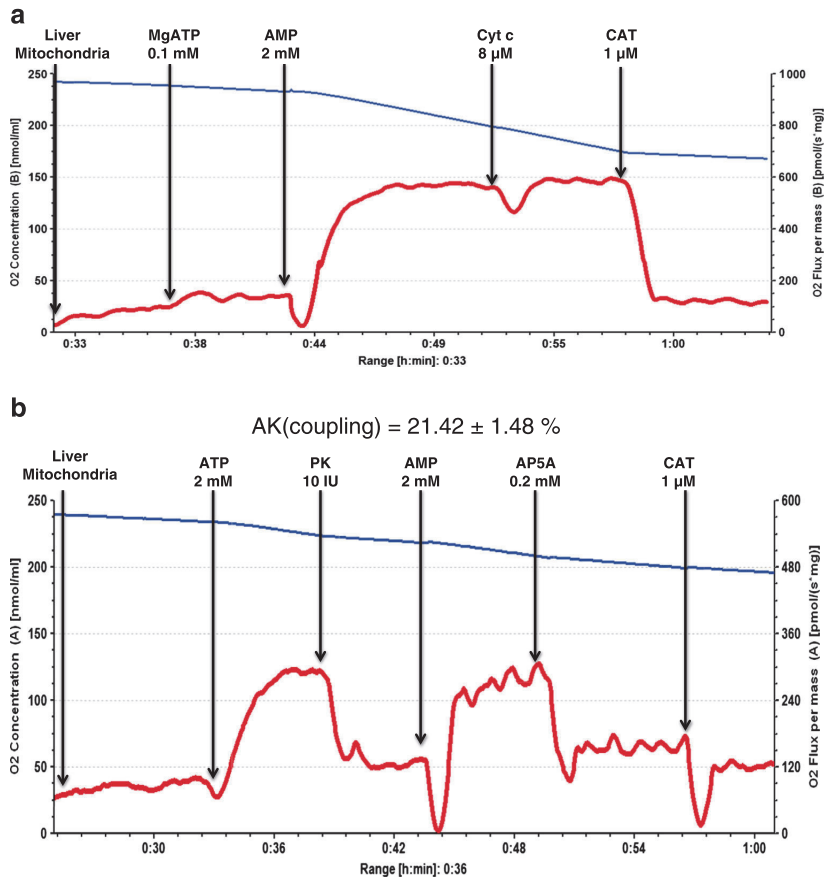 a
Liver
Mitochondria
MgATP
0.1 mM
AMP
2 mM
Cyt c
8 µM
CAT
1 µM
O2 Concentration (B) [nmol/ml]
250
200
150
100
50
0
1000
800
600
400
200
0
O2 Flux per mass (B) [pmol/(s*mg)]
0:33
0:38
0:44
0:49
0:55
1:00
Range [h:min]: 0:33
b
AK(coupling) = 21.42 ± 1.48 %
Liver
Mitochondria
ATP
2 mM
PK
10 IU
AMP
2 mM
AP5A
0.2 mM
CAT
1 µM
O2 Concentration (A) [nmol/ml]
250
200
150
100
50
0
600
480
360
240
120
0
O2 Flux per mass (A) [pmol/(s*mg)]
0:30
0:36
0:42
0:48
0:54
1:00
Range [h:min]: 0:36